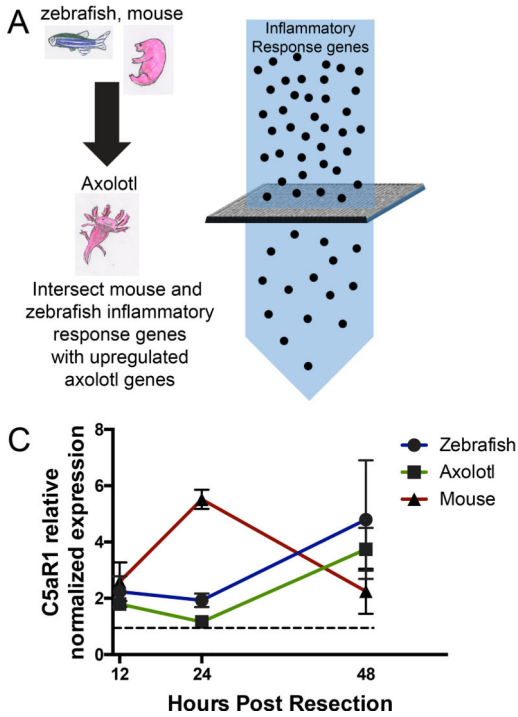 A
zebrafish, mouse
Axolotl
Intersect mouse and
zebrafish inflammatory
response genes
with upregulated
axolotl genes
Inflammatory
Response genes
C
C5aR1 relative
normalized expression
8
6
4
2
0
12
24
48
Hours Post Resection
Zebrafish
Axolotl
Mouse